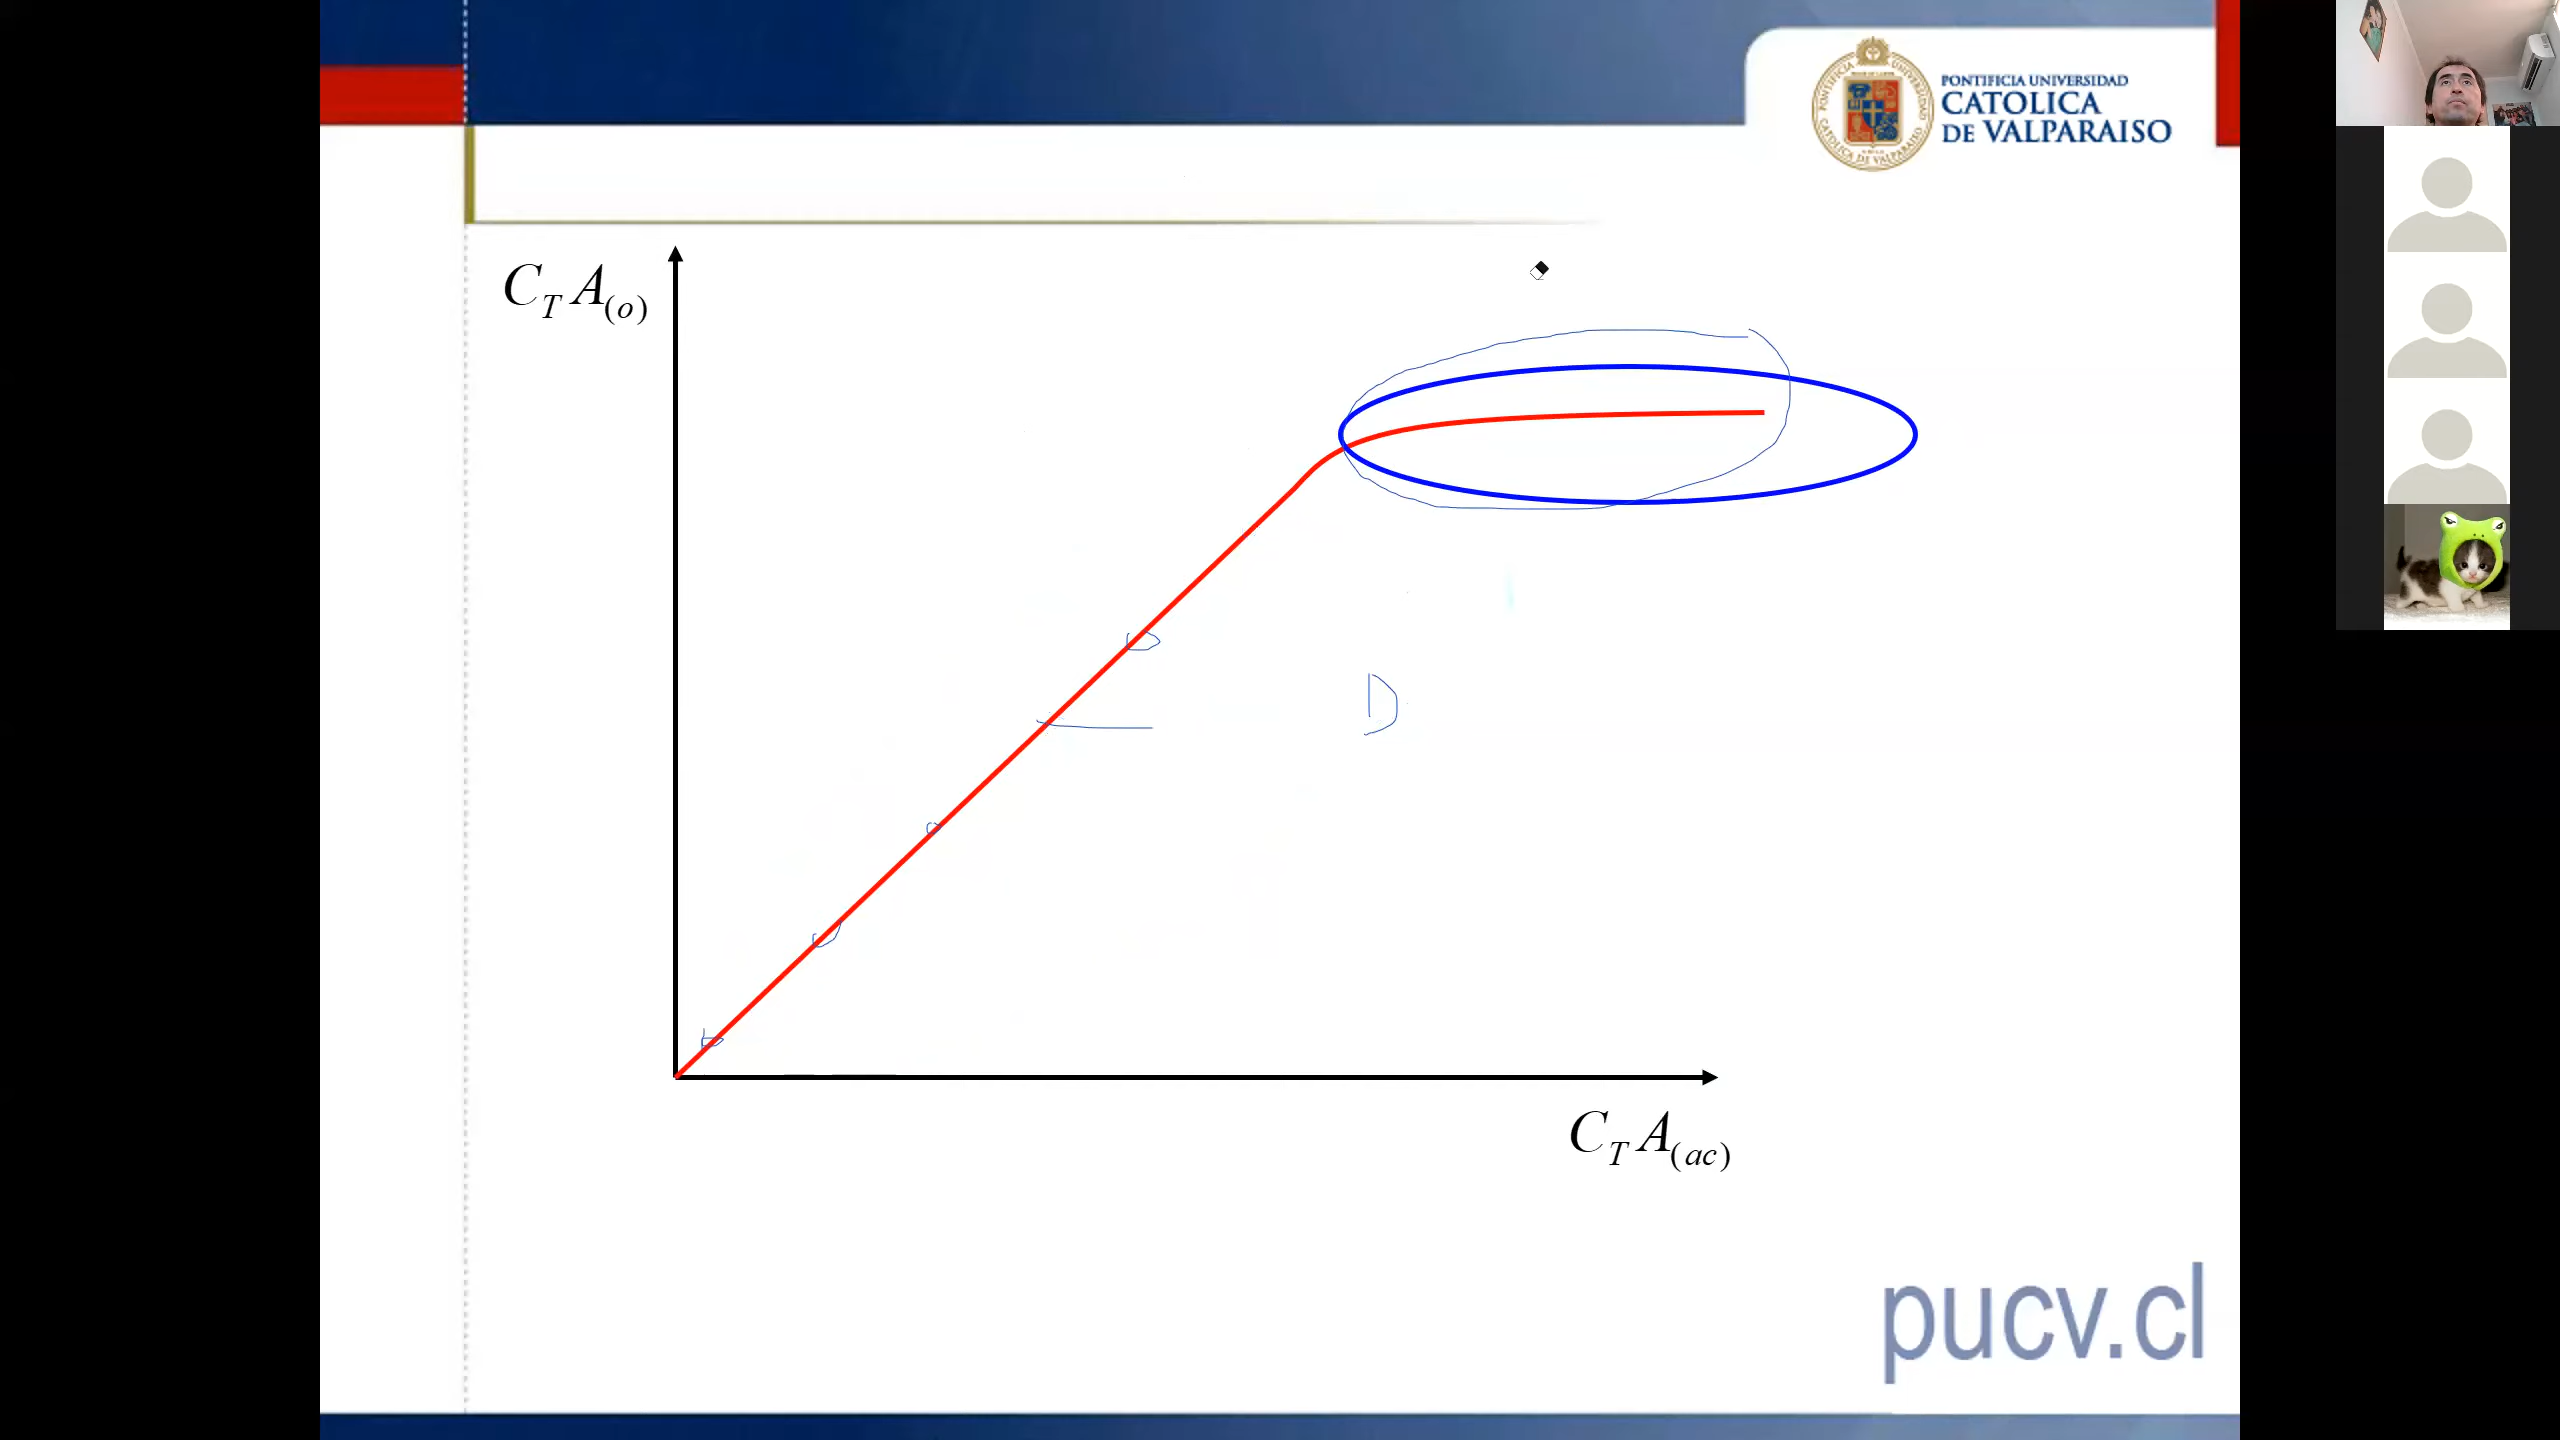 PONTIFICIA UNIVERSIDAD
CATOLICA
DE VALPARAISO
C_T A_(o)
D
C_T A_(ac)
pucv.cl